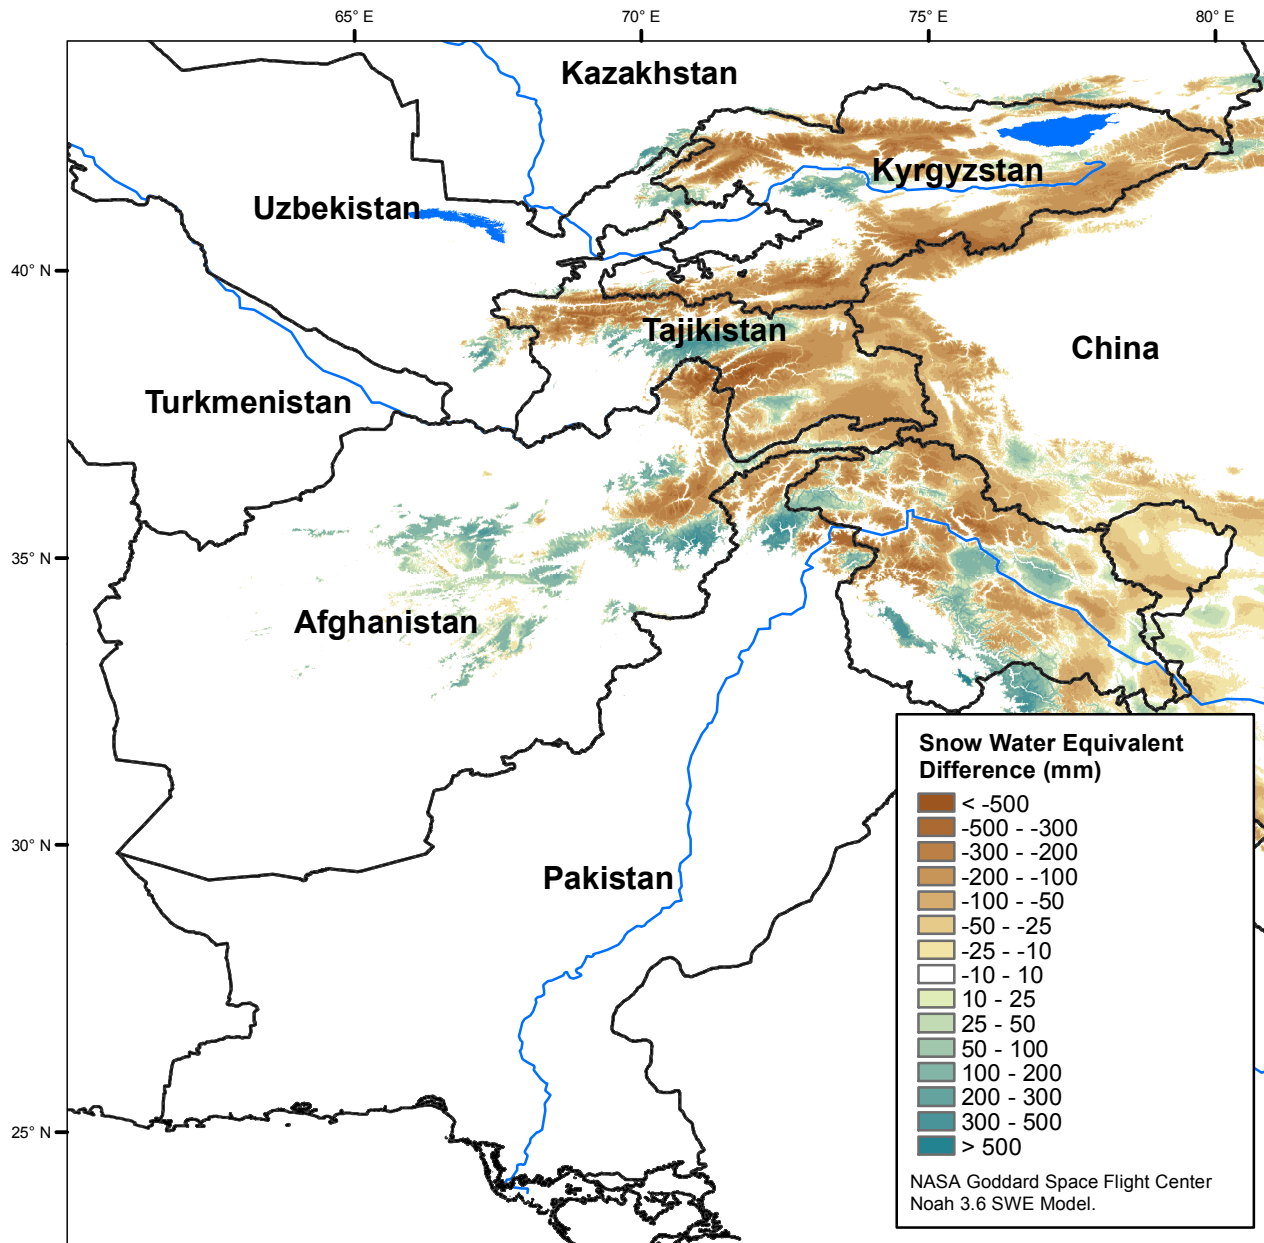 65° E
70° E
75° E
80° E
Kazakhstan
Kyrgyzstan
Uzbekistan
40° N
Tajikistan
China
Turkmenistan
35° N
Afghanistan
Snow Water Equivalent
Difference (mm)
< -500
-500 - -300
-300 - -200
-200 - -100
-100 - -50
-50 - -25
-25 - -10
-10 - 10
10 - 25
25 - 50
50 - 100
100 - 200
200 - 300
300 - 500
> 500
NASA Goddard Space Flight Center
Noah 3.6 SWE Model.
30° N
Pakistan
25° N